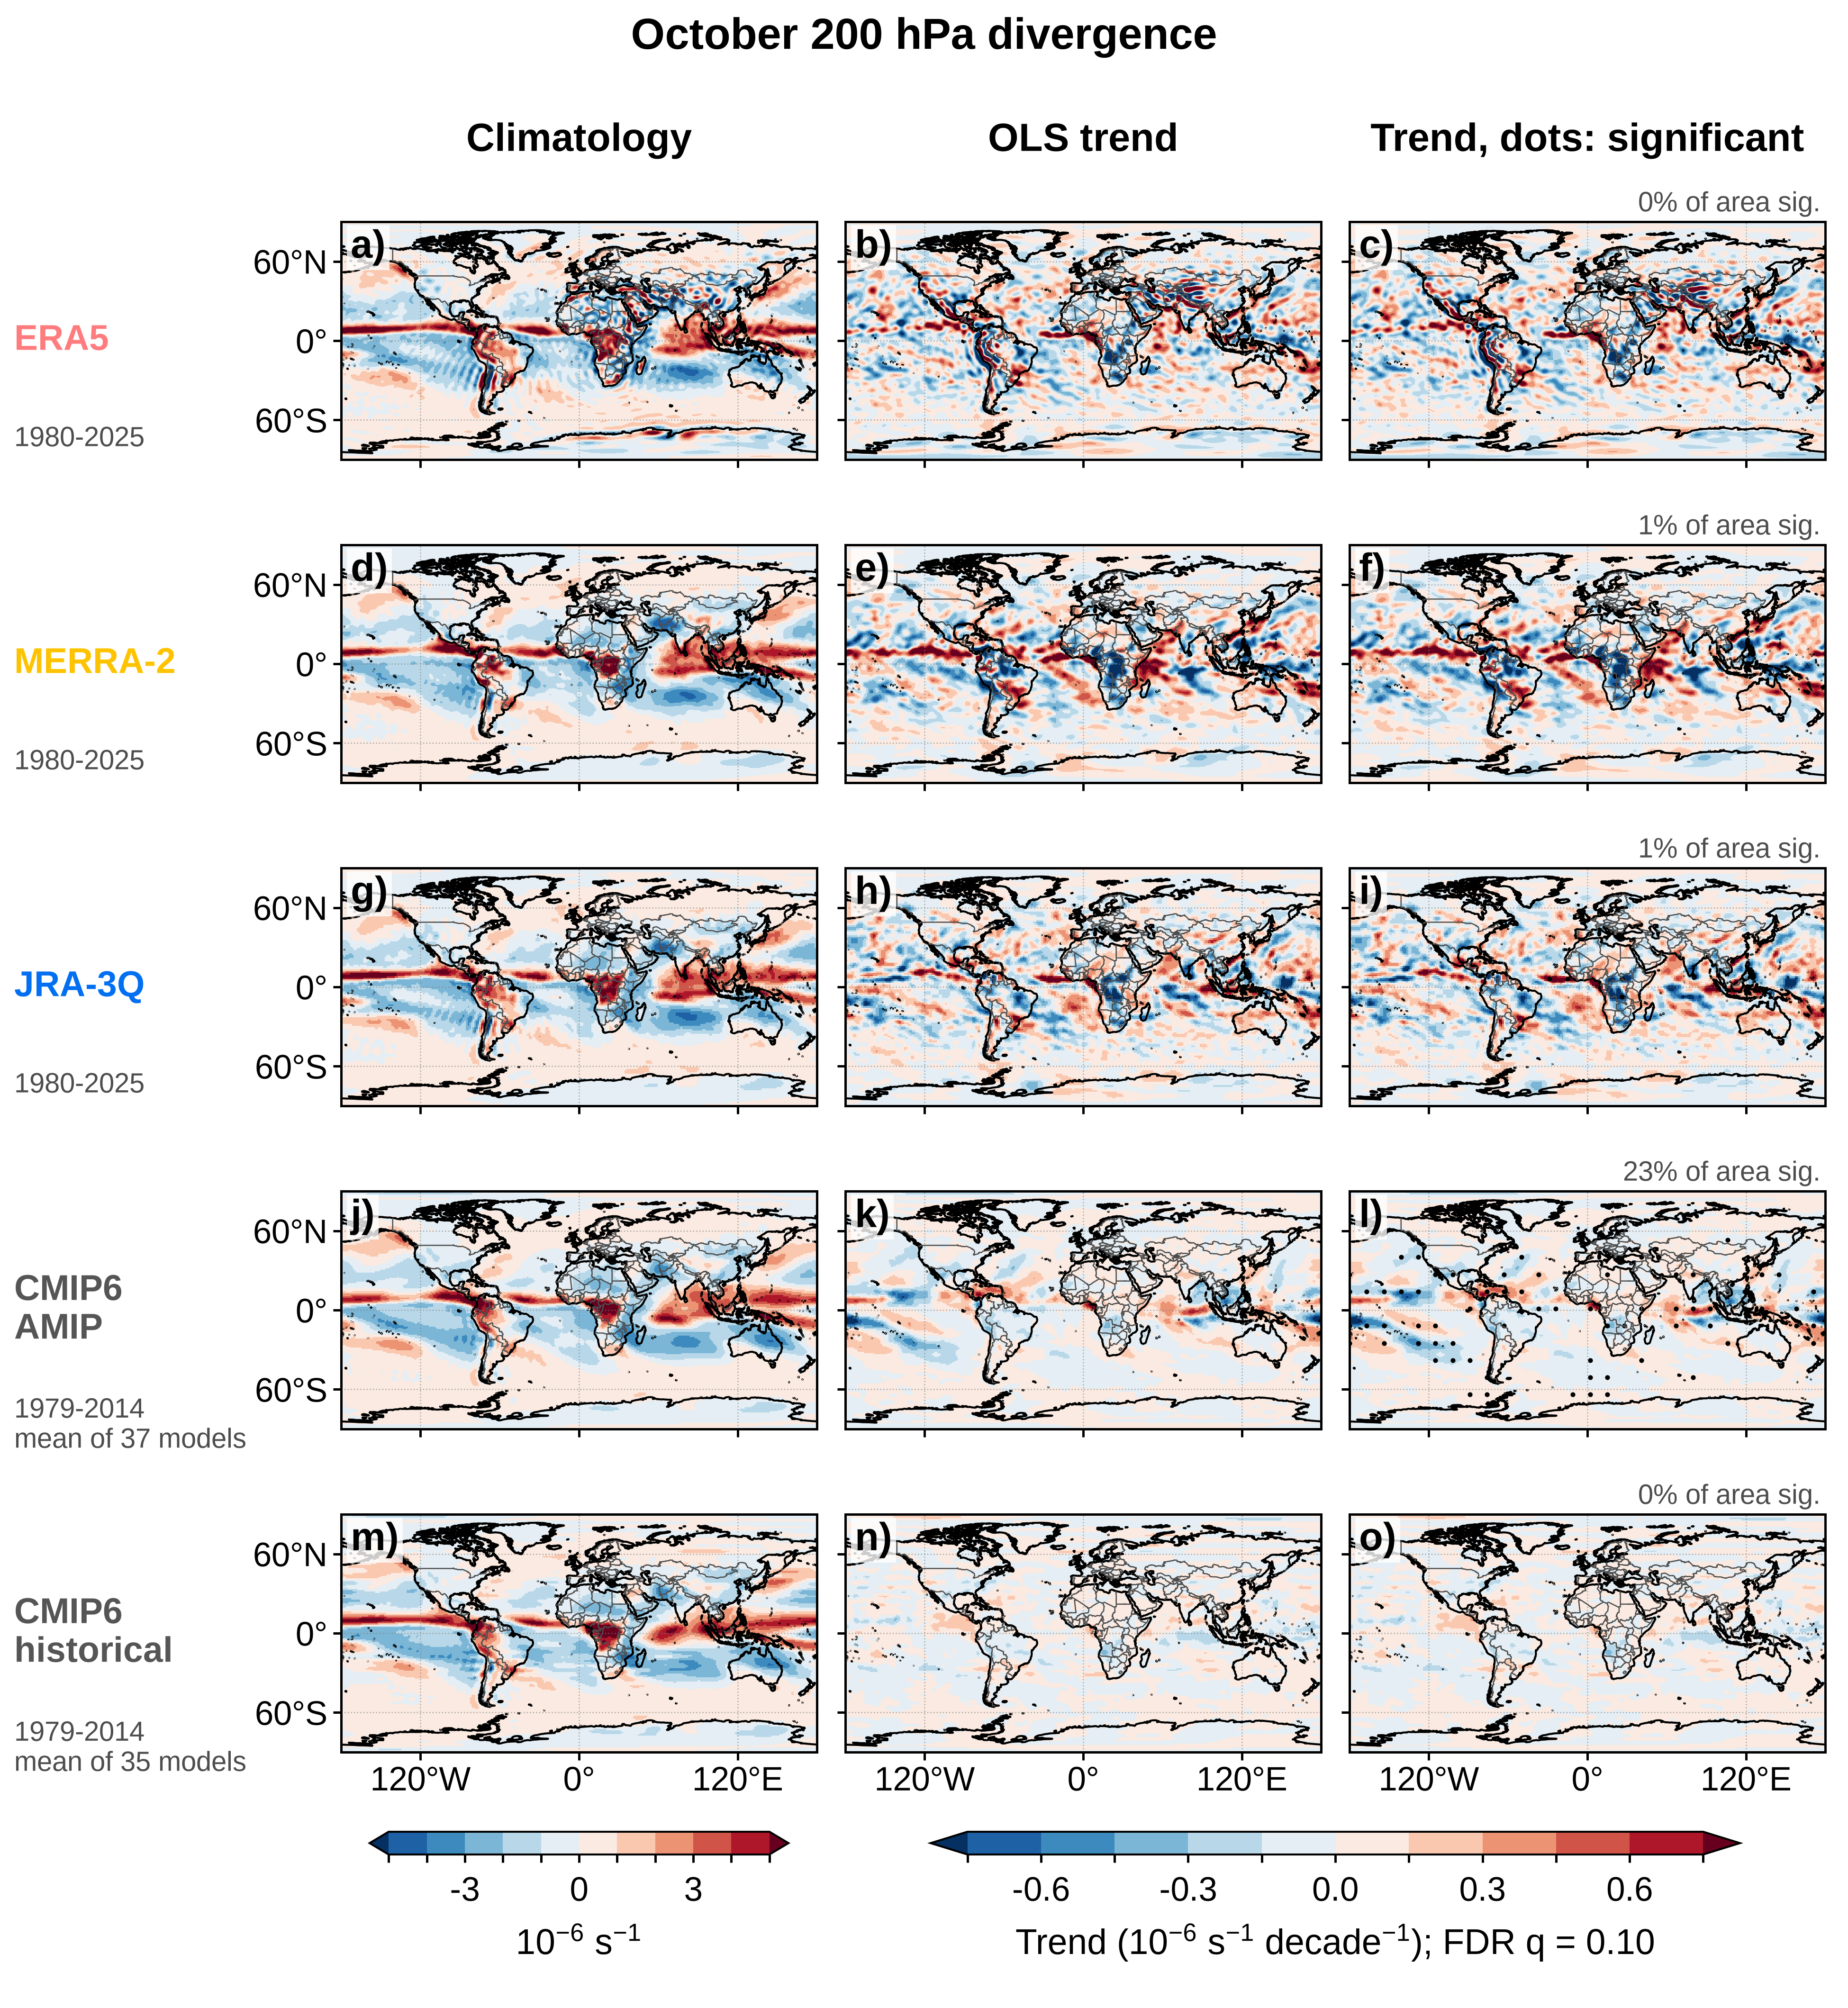 October 200 hPa divergence
Climatology
OLS trend
Trend, dots: significant
0% of area sig.
a)
b)
c)
60°N
0°
60°S
ERA5
1980-2025
1% of area sig.
d)
e)
f)
60°N
0°
60°S
MERRA-2
1980-2025
1% of area sig.
g)
h)
i)
60°N
0°
60°S
JRA-3Q
1980-2025
23% of area sig.
j)
k)
l)
60°N
0°
60°S
CMIP6
AMIP
1979-2014
mean of 37 models
0% of area sig.
m)
n)
o)
60°N
0°
60°S
CMIP6
historical
1979-2014
mean of 35 models
120°W 0° 120°E
120°W 0° 120°E
120°W 0° 120°E
-3 0 3
10⁻⁶ s⁻¹
-0.6 -0.3 0.0 0.3 0.6
Trend (10⁻⁶ s⁻¹ decade⁻¹); FDR q = 0.10